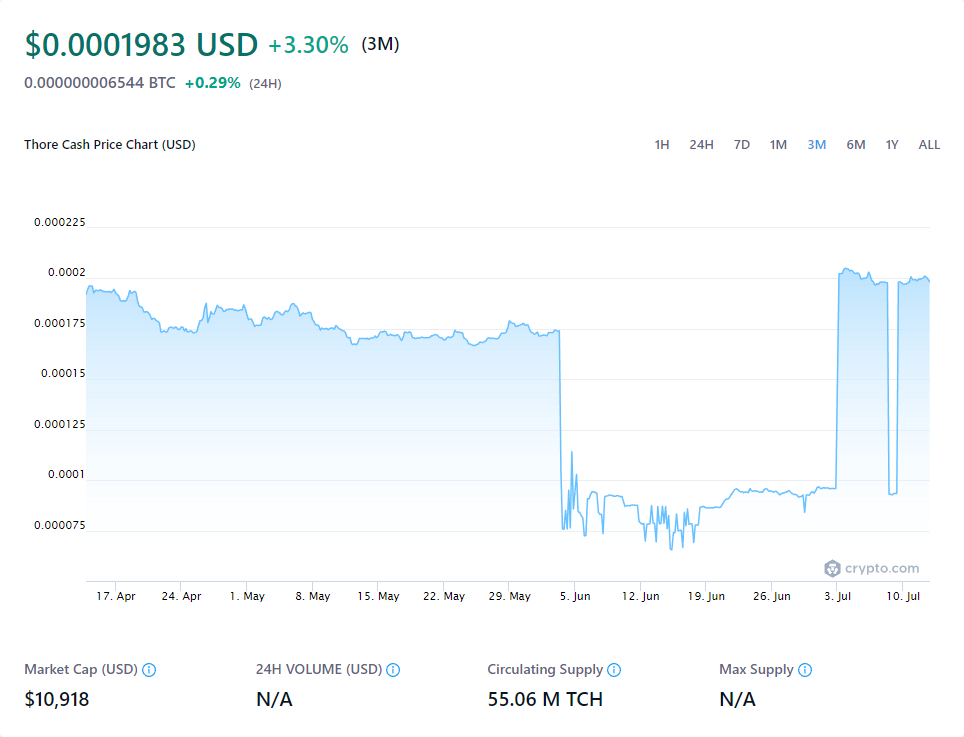 $0.0001983 USD +3.30% (3M)
0.000000006544 BTC +0.29% (24H)
Thore Cash Price Chart (USD)
1H 24H 7D 1M 3M 6M 1Y ALL
0.000225
0.0002
0.000175
0.00015
0.000125
0.0001
0.000075
crypto.com
17. Apr 24. Apr 1. May 8. May 15. May 22. May 29. May 5. Jun 12. Jun 19. Jun 26. Jun 3. Jul 10. Jul
Market Cap (USD) 24H VOLUME (USD) Circulating Supply Max Supply
$10,918 N/A 55.06 M TCH N/A